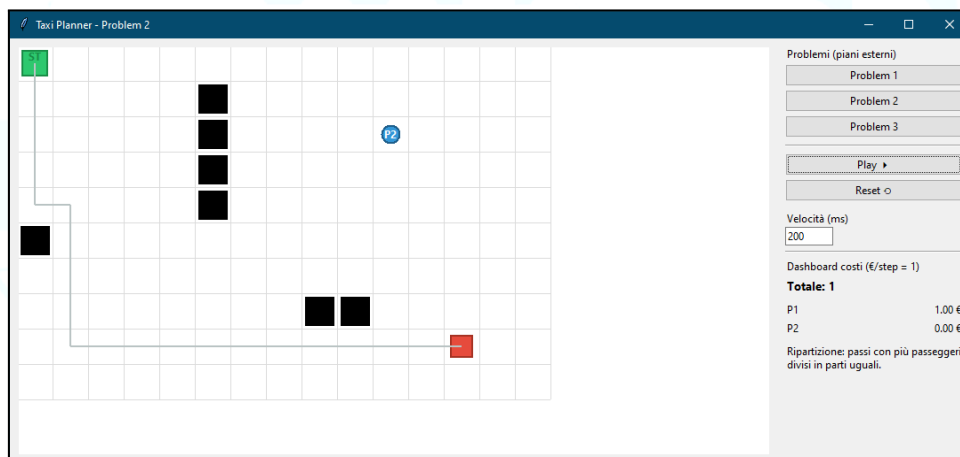 Taxi Planner - Problem 2
ST
P2
Problemi (piani esterni)
Problem 1
Problem 2
Problem 3
Play
Reset
Velocità (ms)
200
Dashboard costi (€/step = 1)
Totale: 1
P1 1.00 €
P2 0.00 €
Ripartizione: passi con più passeggeri
divisi in parti uguali.